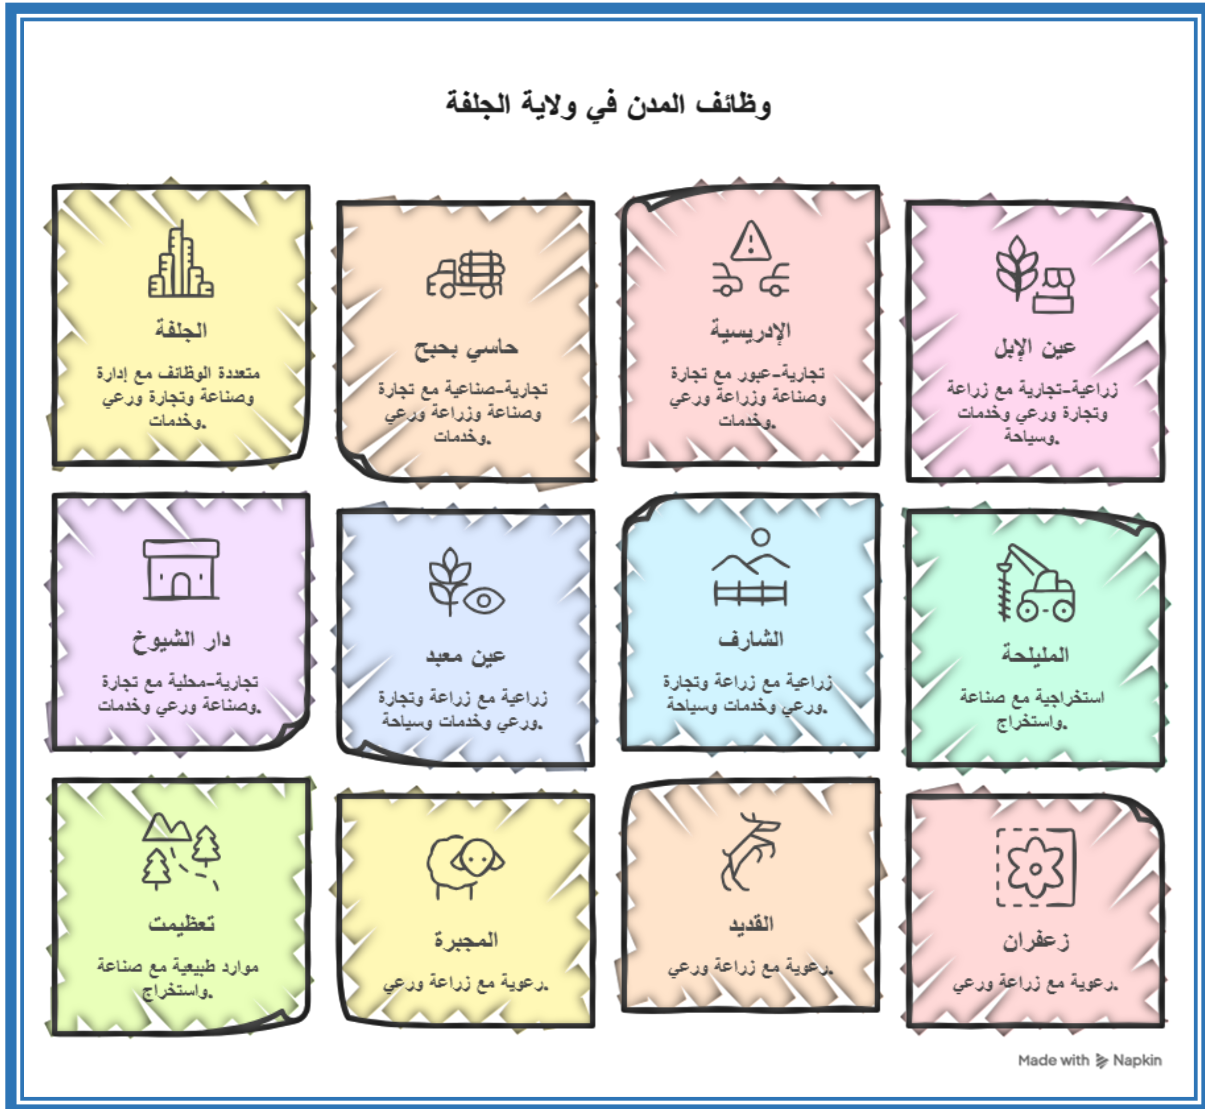 وظائف المدن في ولاية الجلفة
عين الإبل
زراعية-تجارية مع زراعة
وتجارة ورعي وخدمات
وسياحة.
الإدريسية
تجارية-عبور مع تجارة
وصناعة وزراعة ورعي
وخدمات.
حاسي بحبح
تجارية-صناعية مع تجارة
وصناعة وزراعة ورعي
وخدمات.
الجلفة
متعددة الوظائف مع إدارة
وصناعة وتجارة ورعي
وخدمات.
المليلحة
استخراجية مع صناعة
واستخراج.
الشارف
زراعية مع زراعة وتجارة
ورعي وخدمات وسياحة.
عين معبد
زراعية مع زراعة وتجارة
ورعي وخدمات وسياحة.
دار الشيوخ
تجارية-محلية مع تجارة
وصناعة ورعي وخدمات.
زعفران
رعوية مع زراعة ورعي.
القديد
رعوية مع زراعة ورعي.
المجبرة
رعوية مع زراعة ورعي.
تعظيمت
موارد طبيعية مع صناعة
واستخراج.
Made with Napkin